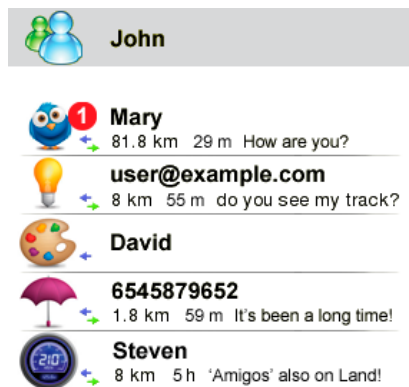 John
1
Mary
81.8 km 29 m How are you?
user@example.com
8 km 55 m do you see my track?
David
6545879652
1.8 km 59 m It's been a long time!
210
Steven
8 km 5 h 'Amigos' also on Land!